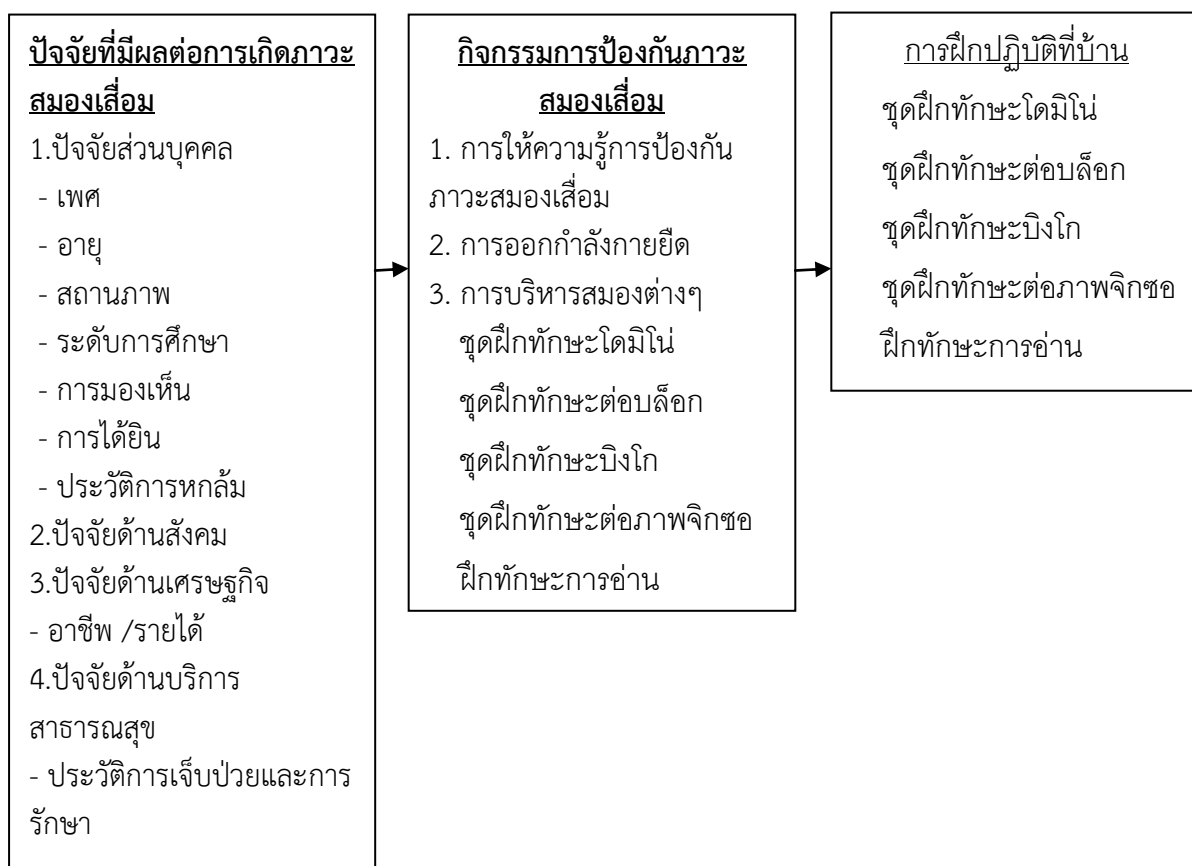 ปัจจัยที่มีผลต่อการเกิดภาวะ
สมองเสื่อม
1.ปัจจัยส่วนบุคคล
- เพศ
- อายุ
- สถานภาพ
- ระดับการศึกษา
- การมองเห็น
- การได้ยิน
- ประวัติการหกล้ม
2.ปัจจัยด้านสังคม
3.ปัจจัยด้านเศรษฐกิจ
- อาชีพ /รายได้
4.ปัจจัยด้านบริการ
สาธารณสุข
- ประวัติการเจ็บป่วยและการ
รักษา
กิจกรรมการป้องกันภาวะ
สมองเสื่อม
1. การให้ความรู้การป้องกัน
ภาวะสมองเสื่อม
2. การออกกำลังกายยืด
3. การบริหารสมองต่างๆ
ชุดฝึกทักษะโดมิโน่
ชุดฝึกทักษะต่อบล็อก
ชุดฝึกทักษะบิงโก
ชุดฝึกทักษะต่อภาพจิกซอ
ฝึกทักษะการอ่าน
การฝึกปฏิบัติที่บ้าน
ชุดฝึกทักษะโดมิโน่
ชุดฝึกทักษะต่อบล็อก
ชุดฝึกทักษะบิงโก
ชุดฝึกทักษะต่อภาพจิกซอ
ฝึกทักษะการอ่าน